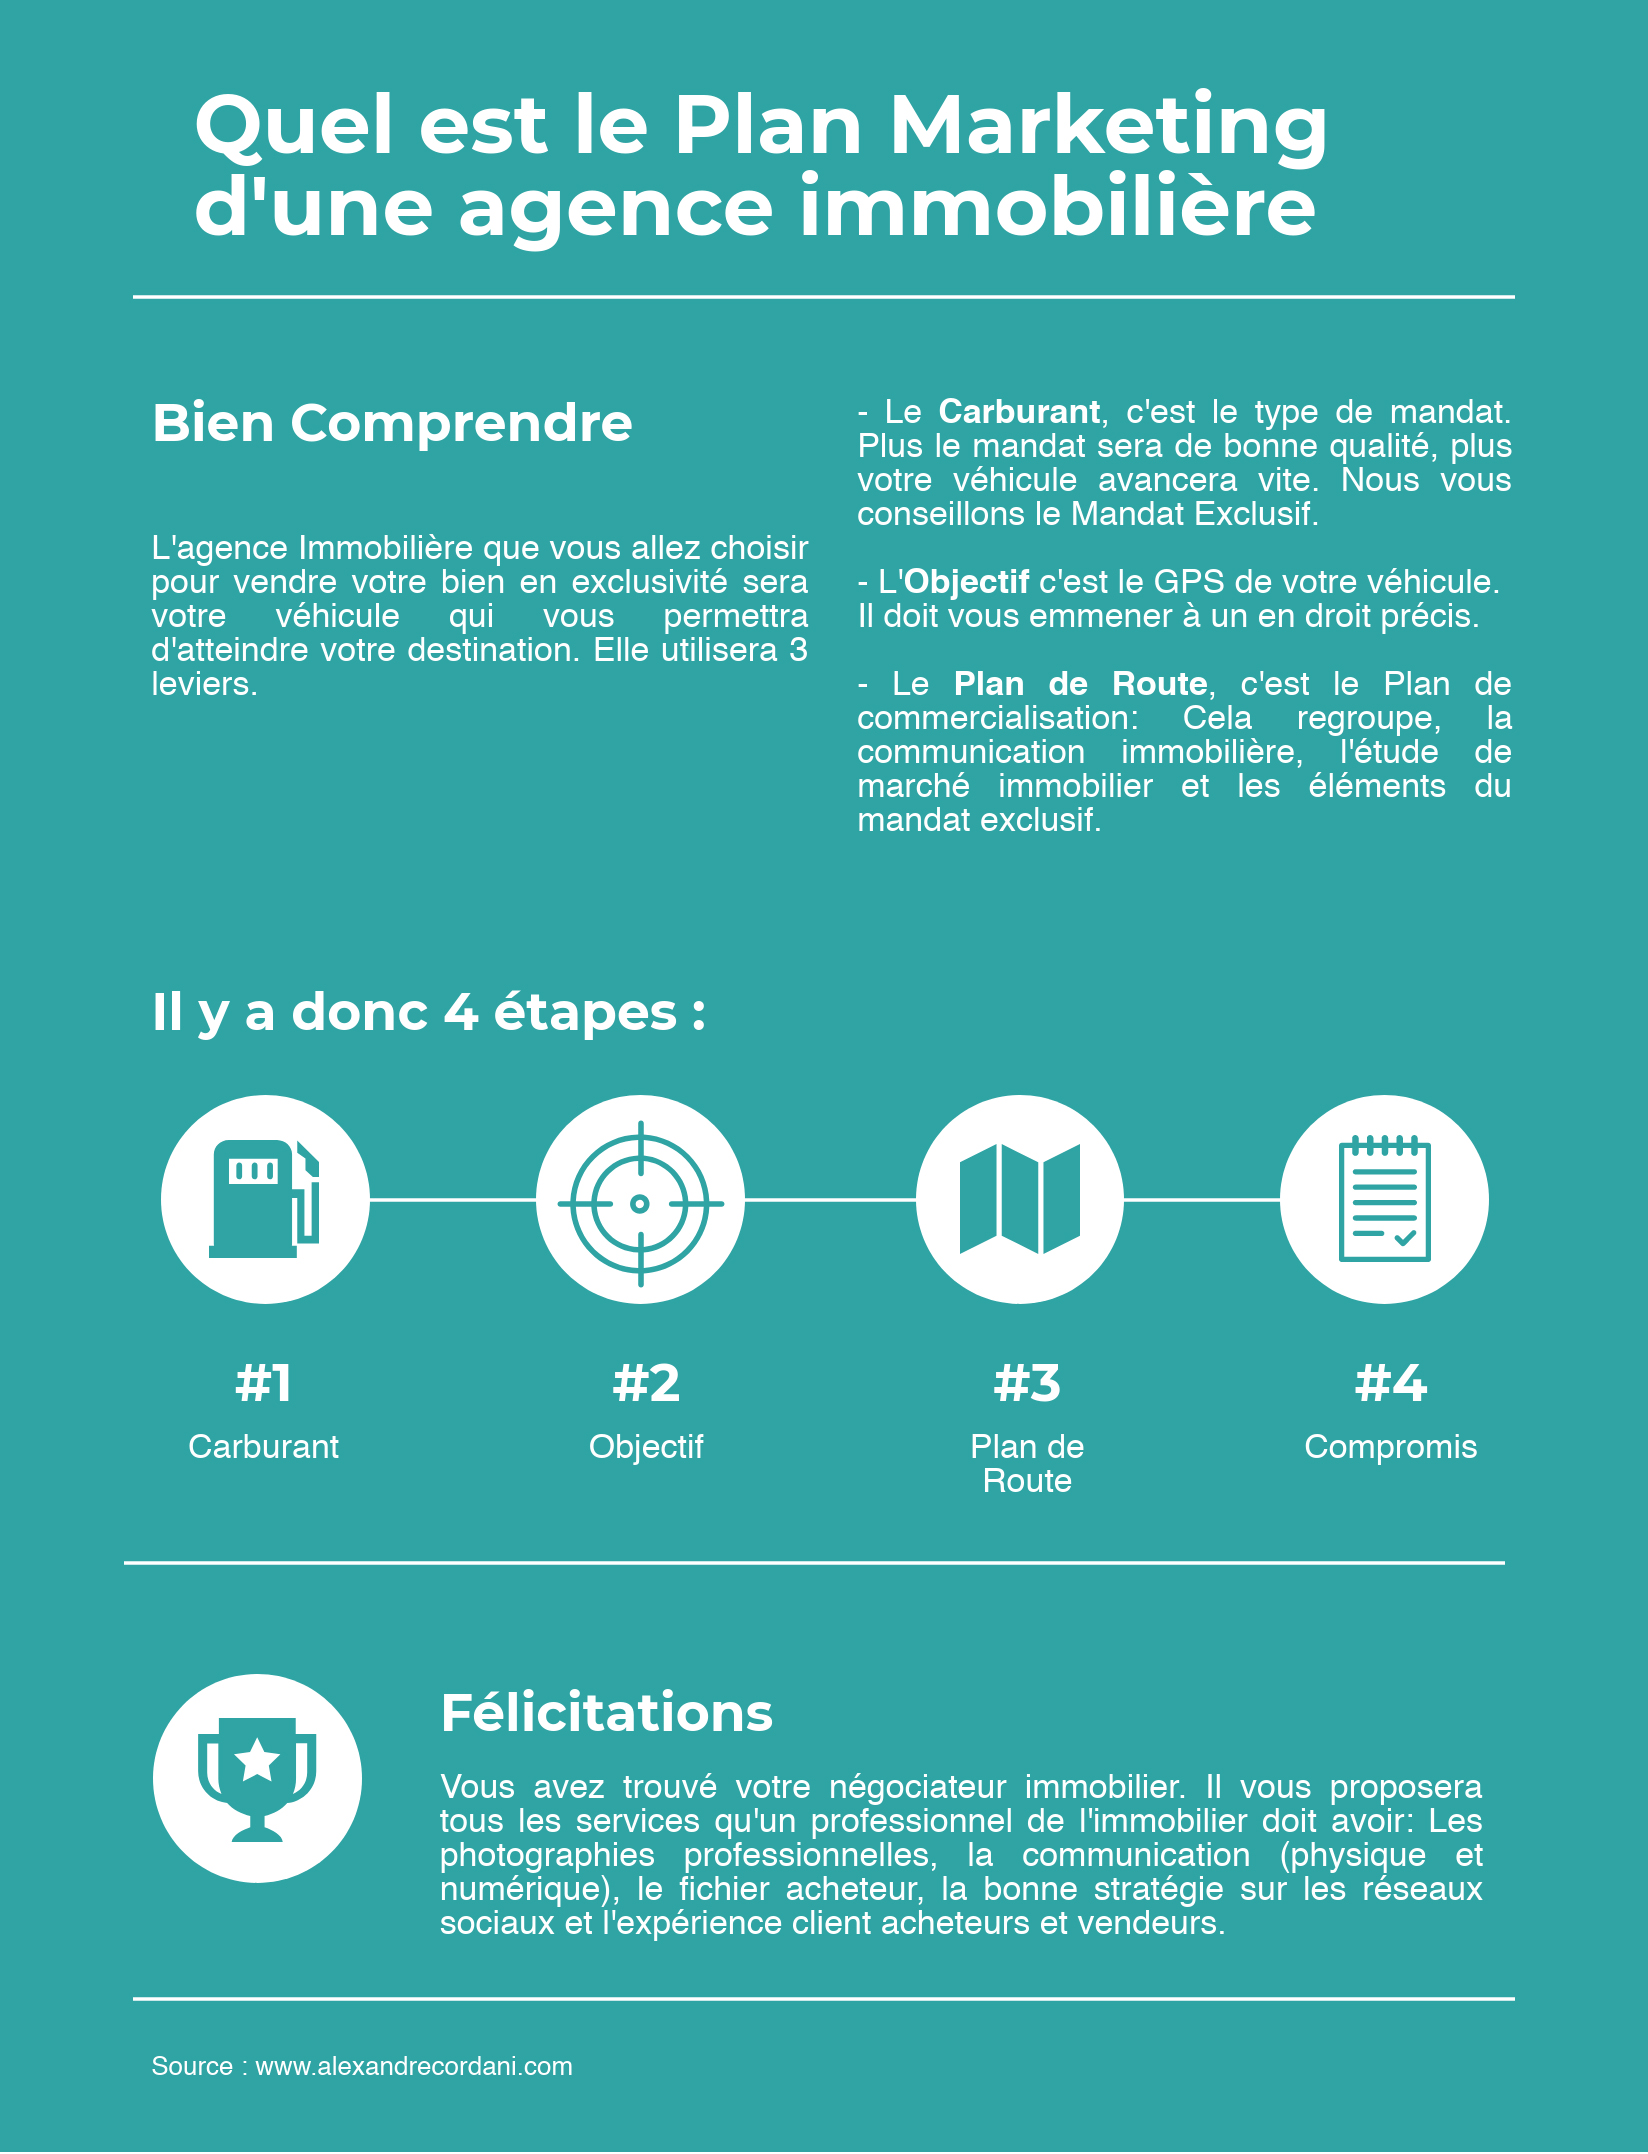 Quel est le Plan Marketing
d'une agence immobilière
Bien Comprendre
L'agence Immobilière que vous allez choisir
pour vendre votre bien en exclusivité sera
votre véhicule qui vous permettra
d'atteindre votre destination. Elle utilisera 3
leviers.
- Le Carburant, c'est le type de mandat.
Plus le mandat sera de bonne qualité, plus
votre véhicule avancera vite. Nous vous
conseillons le Mandat Exclusif.
- L'Objectif c'est le GPS de votre véhicule.
Il doit vous emmener à un en droit précis.
- Le Plan de Route, c'est le Plan de
commercialisation: Cela regroupe, la
communication immobilière, l'étude de
marché immobilier et les éléments du
mandat exclusif.
Il y a donc 4 étapes :
#1
Carburant
#2
Objectif
#3
Plan de
Route
#4
Compromis
Félicitations
Vous avez trouvé votre négociateur immobilier. Il vous proposera
tous les services qu'un professionnel de l'immobilier doit avoir: Les
photographies professionnelles, la communication (physique et
numérique), le fichier acheteur, la bonne stratégie sur les réseaux
sociaux et l'expérience client acheteurs et vendeurs.
Source : www.alexandrecordani.com